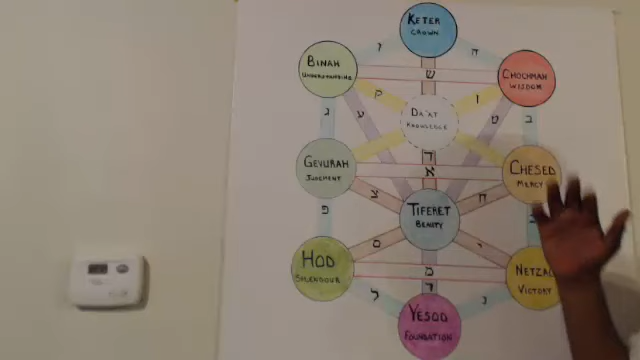 KETER
CROWN
ז
ח
BINAH
UNDERSTANDING
ש
CHOCHMAH
WISDOM
ק
ו
DA'AT
KNOWLEDGE
ג
ע
ט
ב
ד
GEVURAH
JUDGEMENT
א
CHESED
MERCY
צ
TIFERET
BEAUTY
פ
ס
י
HOD
SPLENDOUR
מ
NETZAC
VICTORY
ל
נ
YESOD
FOUNDATION